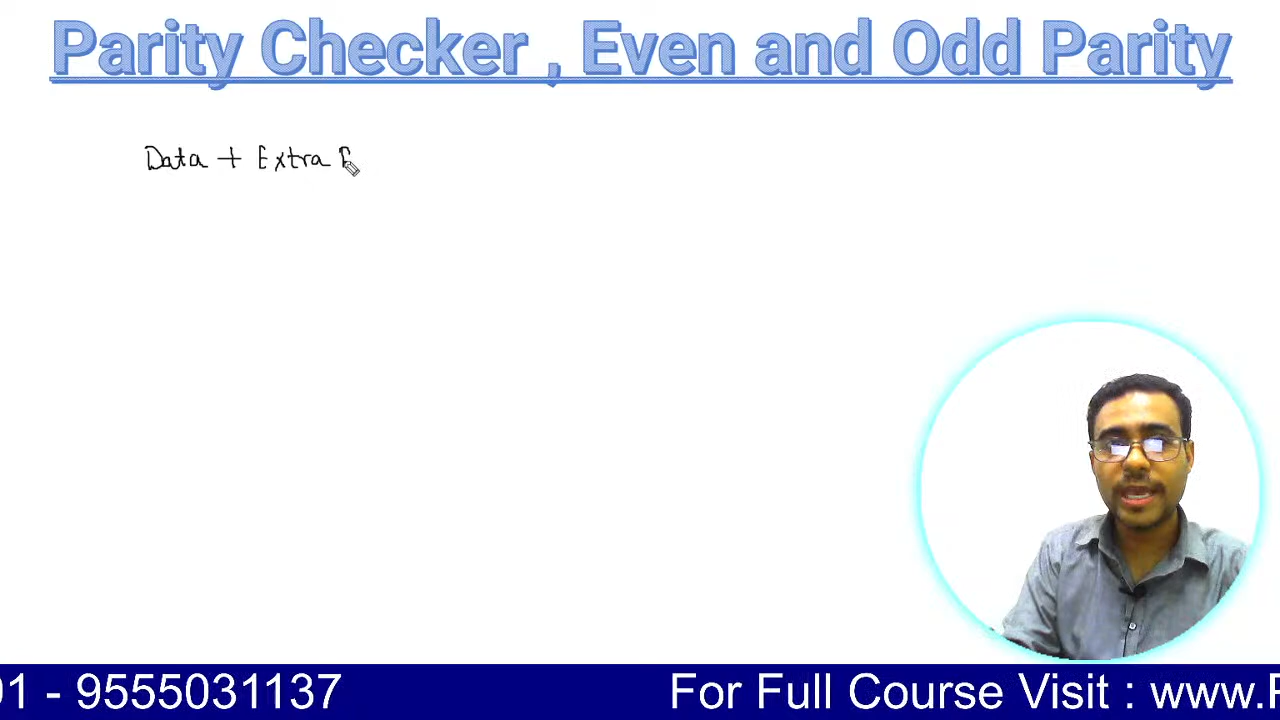 Parity Checker , Even and Odd Parity
Data + Extra
01 - 9555031137 For Full Course Visit : www.